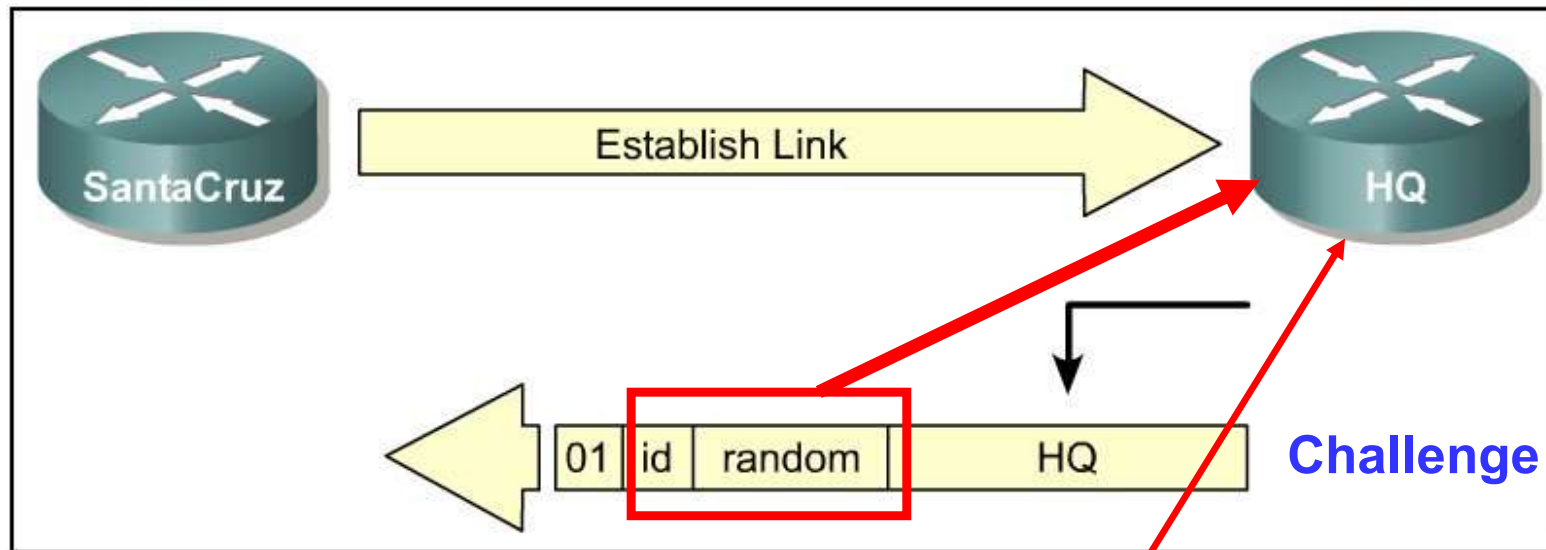 Establish Link
SantaCruz
HQ
01 id random HQ
Challenge